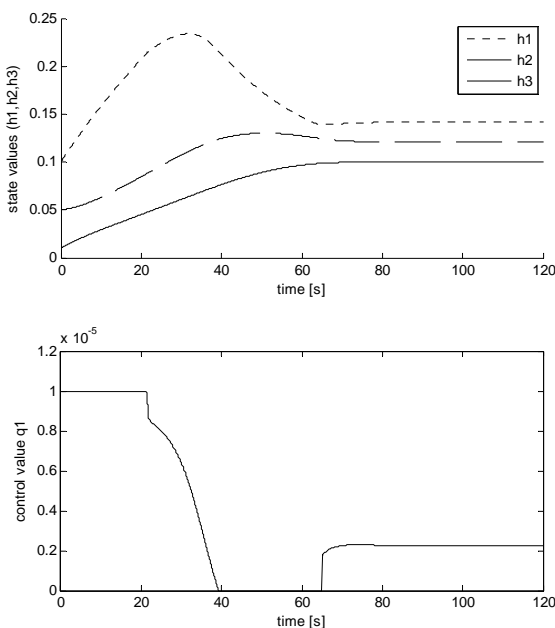 0.25
0.2
0.15
0.1
0.05
0
state values (h1,h2,h3)
h1
h2
h3
0 20 40 60 80 100 120
time [s]
x 10^-5
1.2
1
0.8
0.6
0.4
0.2
0
control value q1
0 20 40 60 80 100 120
time [s]